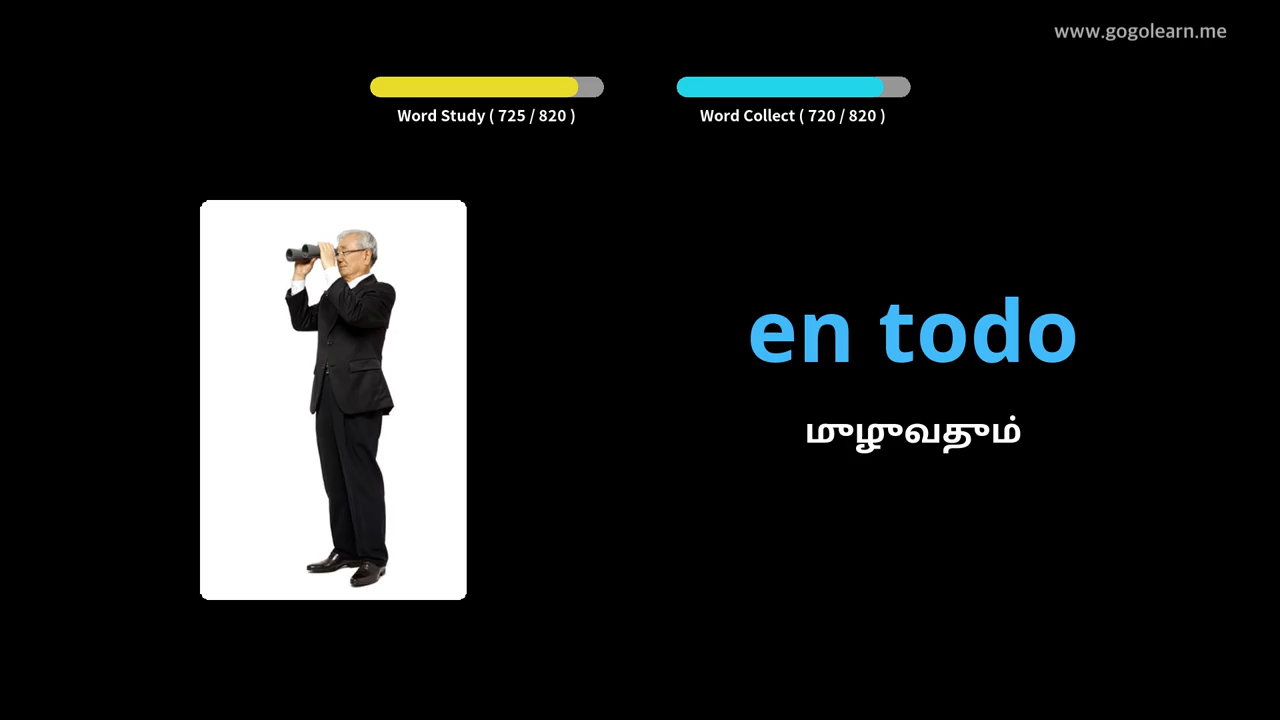 www.gogolearn.me
Word Study ( 725 / 820 )
Word Collect ( 720 / 820 )
en todo
முழுவதும்